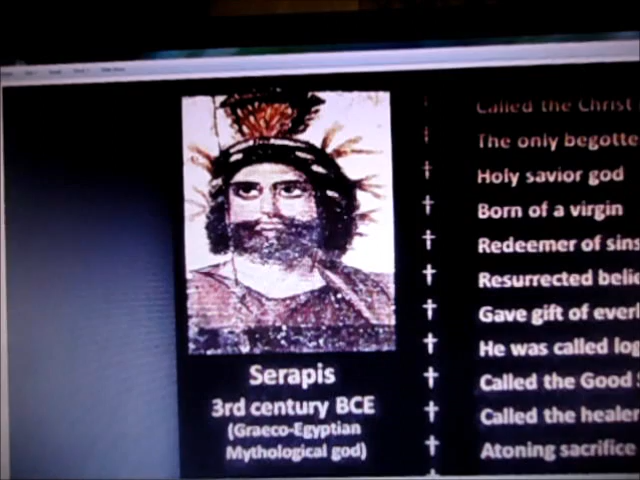 Serapis
3rd century BCE
(Graeco-Egyptian
Mythological god)
Called the Christ
The only begotte
Holy savior god
Born of a virgin
Redeemer of sins
Resurrected belie
Gave gift of everl
He was called log
Called the Good S
Called the healer
Atoning sacrifice